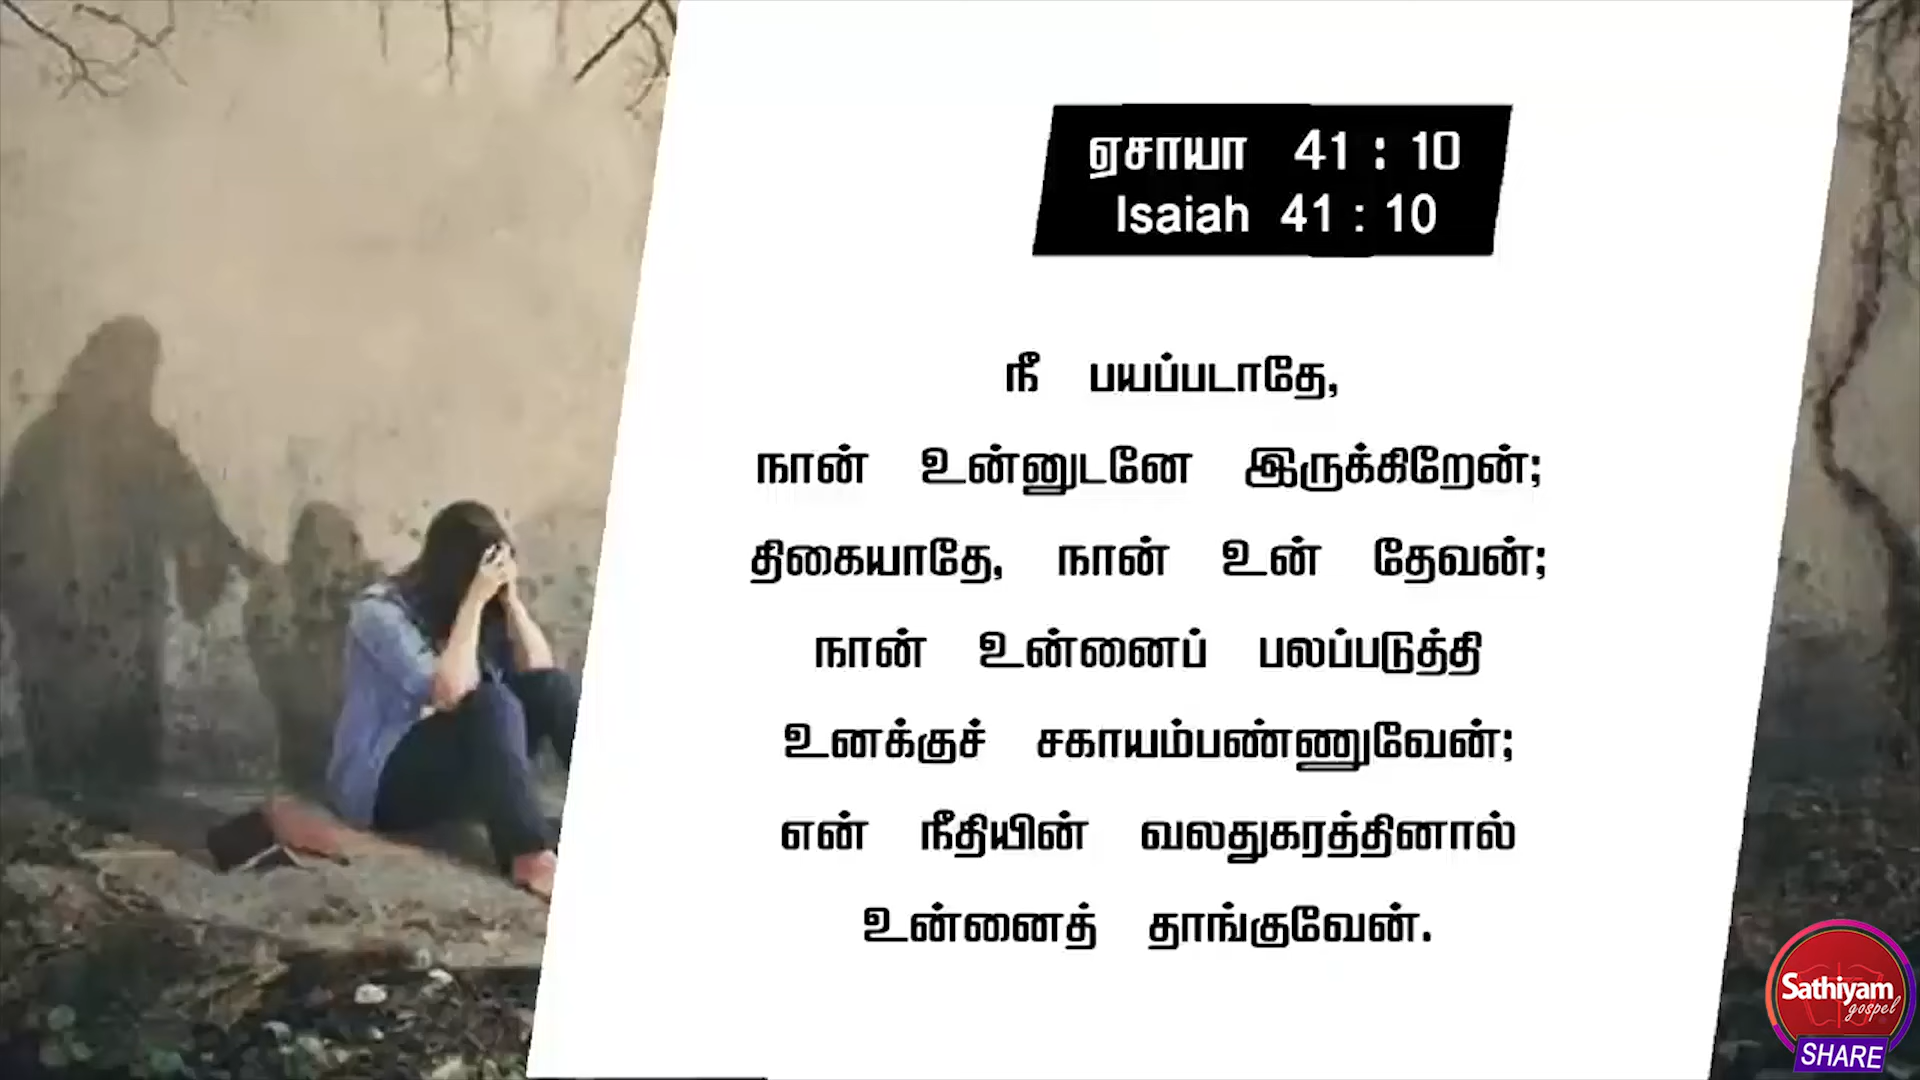 ஏசாயா 41 : 10
Isaiah 41 : 10
நீ பயப்படாதே,
நான் உன்னுடனே இருக்கிறேன்;
திகையாதே, நான் உன் தேவன்;
நான் உன்னைப் பலப்படுத்தி
உனக்குச் சகாயம்பண்ணுவேன்;
என் நீதியின் வலதுகரத்தினால்
உன்னைத் தாங்குவேன்.
Sathiyam
gospel
SHARE